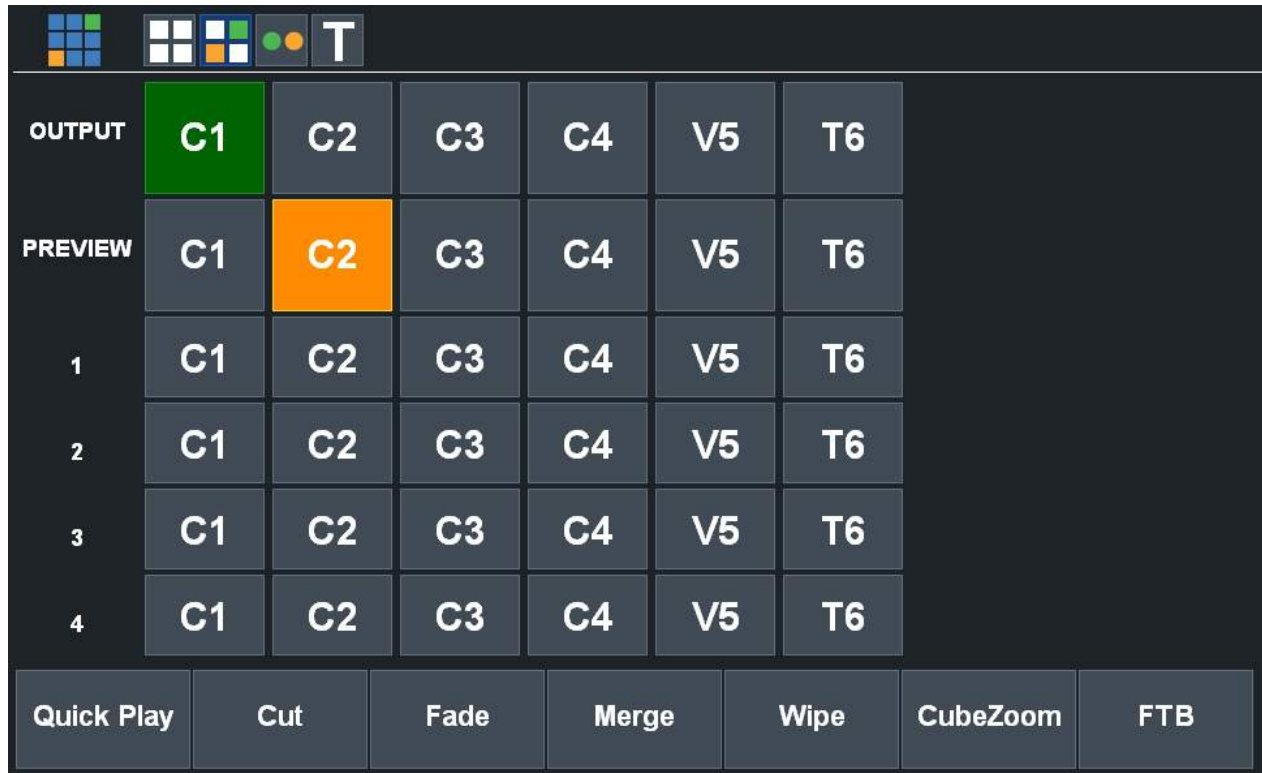 T
OUTPUT C1 C2 C3 C4 V5 T6
PREVIEW C1 C2 C3 C4 V5 T6
1 C1 C2 C3 C4 V5 T6
2 C1 C2 C3 C4 V5 T6
3 C1 C2 C3 C4 V5 T6
4 C1 C2 C3 C4 V5 T6
Quick Play Cut Fade Merge Wipe CubeZoom FTB